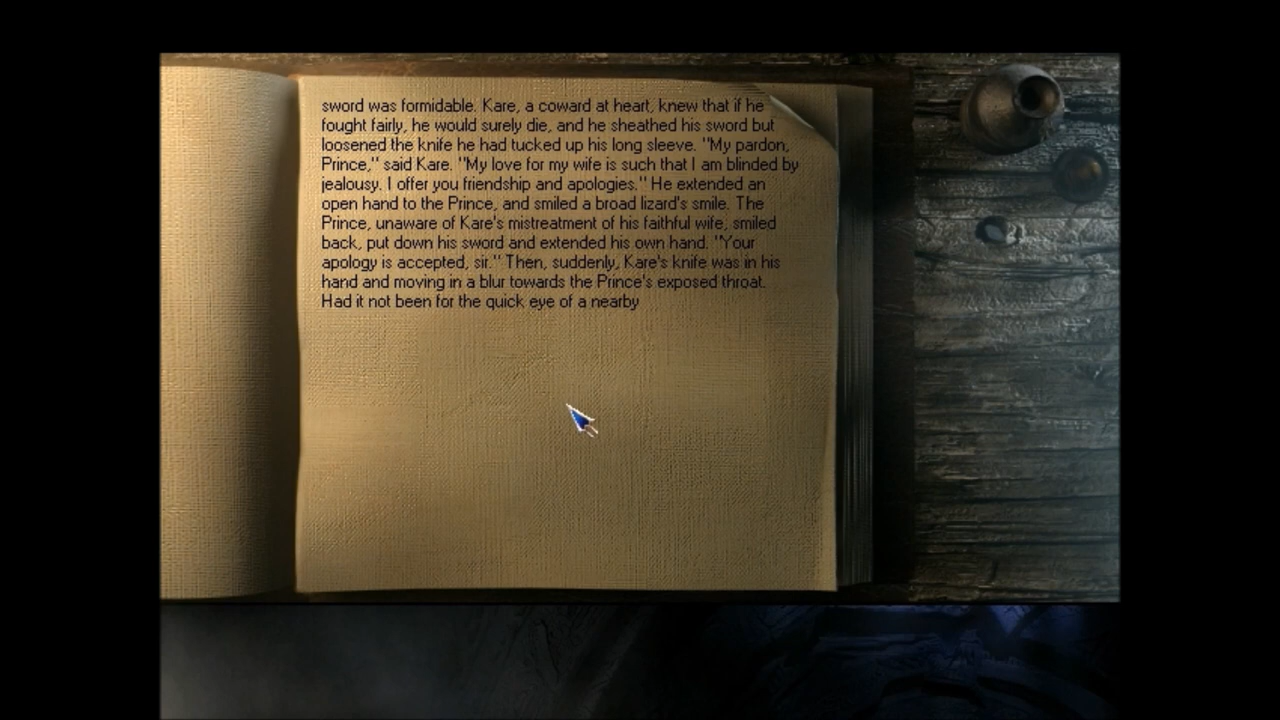 sword was formidable. Kare, a coward at heart, knew that if he
fought fairly, he would surely die, and he sheathed his sword but
loosened the knife he had tucked up his long sleeve. "My pardon,
Prince," said Kare. "My love for my wife is such that I am blinded by
jealousy. I offer you friendship and apologies." He extended an
open hand to the Prince, and smiled a broad lizard's smile. The
Prince, unaware of Kare's mistreatment of his faithful wife, smiled
back, put down his sword and extended his own hand. "Your
apology is accepted, sir." Then, suddenly, Kare's knife was in his
hand and moving in a blur towards the Prince's exposed throat.
Had it not been for the quick eye of a nearby